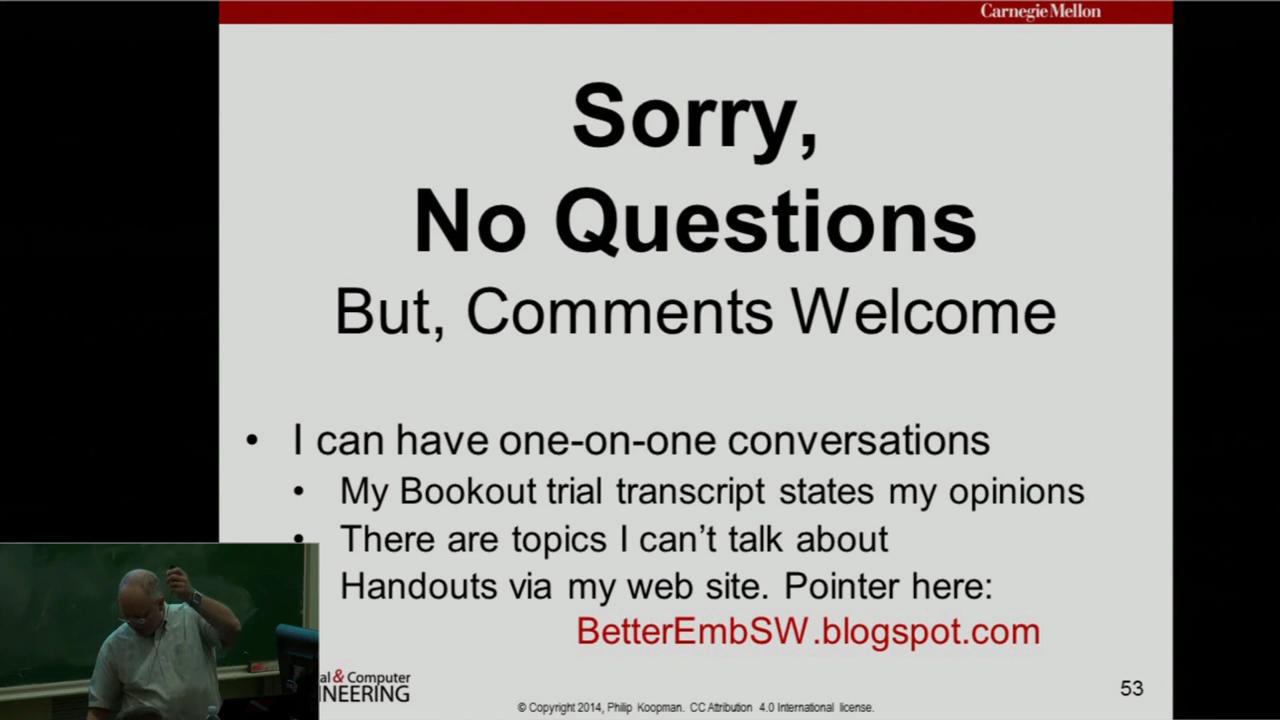 Carnegie Mellon
Sorry,
No Questions
But, Comments Welcome
• I can have one-on-one conversations
• My Bookout trial transcript states my opinions
• There are topics I can't talk about
Handouts via my web site. Pointer here:
BetterEmbSW.blogspot.com
al & Computer
NEERING
53
© Copyright 2014, Philip Koopman. CC Attribution 4.0 International license.